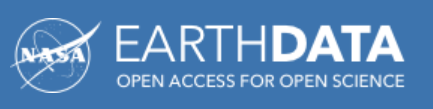 NASA
EARTHDATA
OPEN ACCESS FOR OPEN SCIENCE